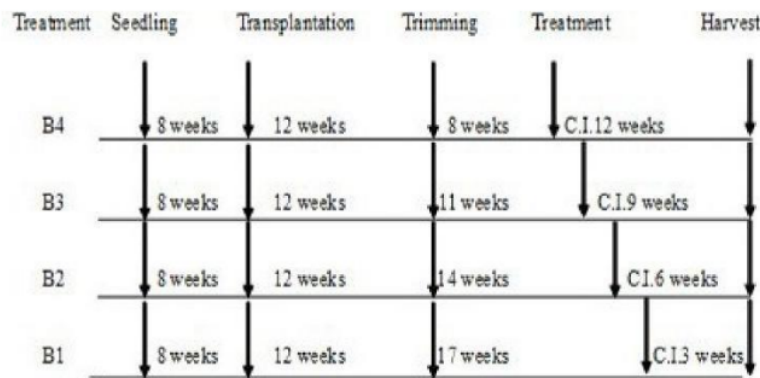 Treatment Seedling Transplantation Trimming Treatment Harvest
B4 8 weeks 12 weeks 8 weeks C.I.12 weeks
B3 8 weeks 12 weeks 11 weeks C.I.9 weeks
B2 8 weeks 12 weeks 14 weeks C.I.6 weeks
B1 8 weeks 12 weeks 17 weeks C.I.3 weeks